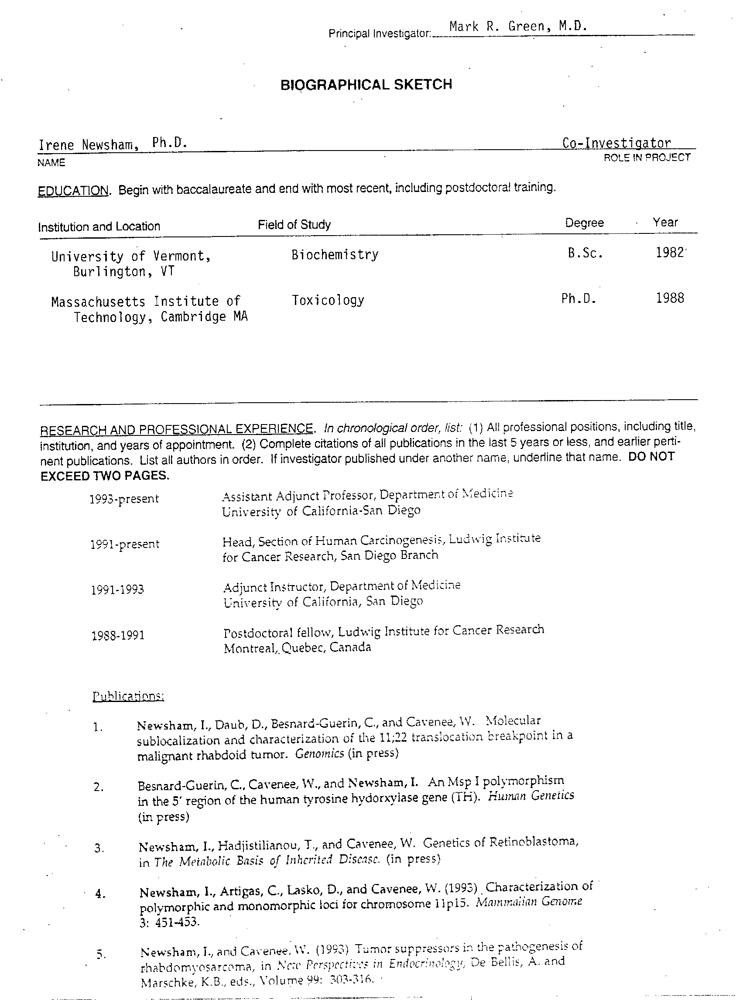 Principal Investigator: Mark R. Green, M.D.
BIOGRAPHICAL SKETCH
Irene Newsham, Ph.D. Co-Investigator
NAME ROLE IN PROJECT
EDUCATION. Begin with baccalaureate and end with most recent, including postdoctoral training.
Institution and Location Field of Study Degree Year
University of Vermont, Biochemistry B.Sc. 1982
Burlington, VT
Massachusetts Institute of Toxicology Ph.D. 1988
Technology, Cambridge MA
RESEARCH AND PROFESSIONAL EXPERIENCE. In chronological order, list: (1) All professional positions, including title,
institution, and years of appointment. (2) Complete citations of all publications in the last 5 years or less, and earlier perti-
nent publications. List all authors in order. If investigator published under another name, underline that name. DO NOT
EXCEED TWO PAGES.
1993-present Assistant Adjunct Professor, Department of Medicine
University of California-San Diego
1991-present Head, Section of Human Carcinogenesis, Ludwig Institute
for Cancer Research, San Diego Branch
1991-1993 Adjunct Instructor, Department of Medicine
University of California, San Diego
1988-1991 Postdoctoral fellow, Ludwig Institute for Cancer Research
Montreal, Quebec, Canada
Publications:
1. Newsham, I., Daub, D., Besnard-Guerin, C., and Cavenee, W. Molecular
sublocalization and characterization of the 11;22 translocation breakpoint in a
malignant rhabdoid tumor. Genomics (in press)
2. Besnard-Guerin, C., Cavenee, W., and Newsham, I. An Msp I polymorphism
in the 5' region of the human tyrosine hydorxylase gene (TH). Human Genetics
(in press)
3. Newsham, I., Hadjistilianou, T., and Cavenee, W. Genetics of Retinoblastoma,
in The Metabolic Basis of Inherited Disease. (in press)
4. Newsham, I., Artigas, C., Lasko, D., and Cavenee, W. (1993) Characterization of
polymorphic and monomorphic loci for chromosome 11p15. Mammalian Genome
3: 451-453.
5. Newsham, I., and Cavenee, W. (1993) Tumor suppressors in the pathogenesis of
rhabdomyosarcoma, in New Perspectives in Endocrinology, De Bellis, A. and
Marschke, K.B., eds., Volume 99: 303-316.